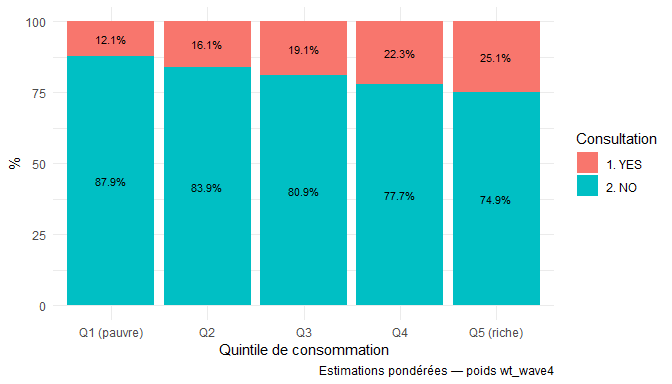 100
75
50
25
0
%
12.1%
16.1%
19.1%
22.3%
25.1%
87.9%
83.9%
80.9%
77.7%
74.9%
Q1 (pauvre)
Q2
Q3
Q4
Q5 (riche)
Quintile de consommation
Estimations pondérées — poids wt_wave4
Consultation
1. YES
2. NO